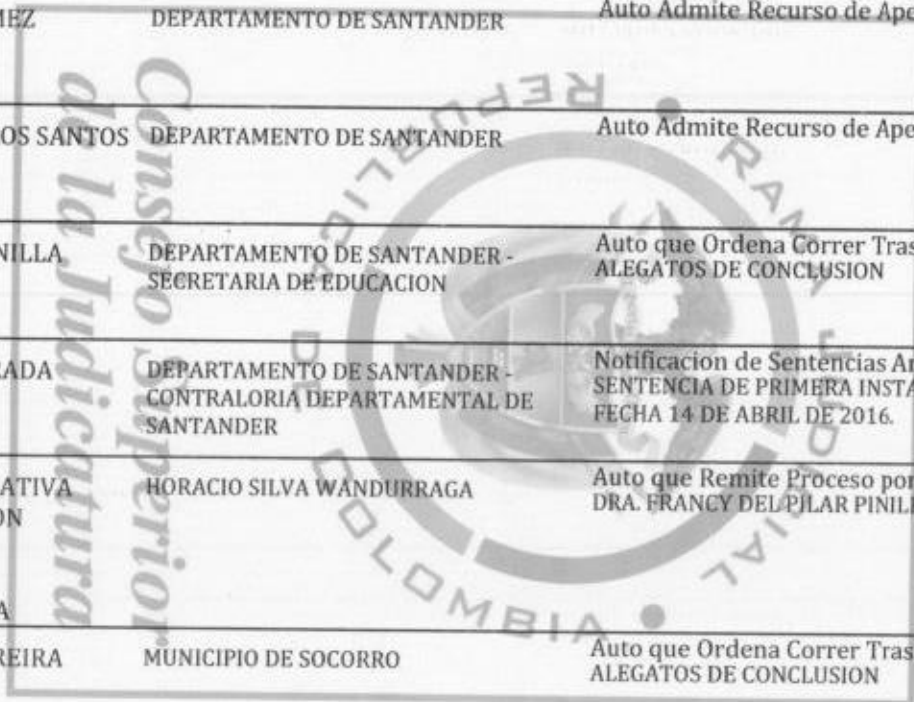 MEZ DEPARTAMENTO DE SANTANDER Auto Admite Recurso de Ape
OS SANTOS DEPARTAMENTO DE SANTANDER Auto Admite Recurso de Ape
NILLA DEPARTAMENTO DE SANTANDER - Auto que Ordena Correr Tras
SECRETARIA DE EDUCACION ALEGATOS DE CONCLUSION
RADA DEPARTAMENTO DE SANTANDER - Notificacion de Sentencias Ar
CONTRALORIA DEPARTAMENTAL DE SENTENCIA DE PRIMERA INSTA
SANTANDER FECHA 14 DE ABRIL DE 2016.
ATIVA HORACIO SILVA WANDURRAGA Auto que Remite Proceso por
ON DRA. FRANCY DEL PILAR PINILL
A
REIRA MUNICIPIO DE SOCORRO Auto que Ordena Correr Tras
ALEGATOS DE CONCLUSION
Consejo Superior
de la Judicatura
REPUBLICA DE COLOMBIA
RAMA JUDICIAL